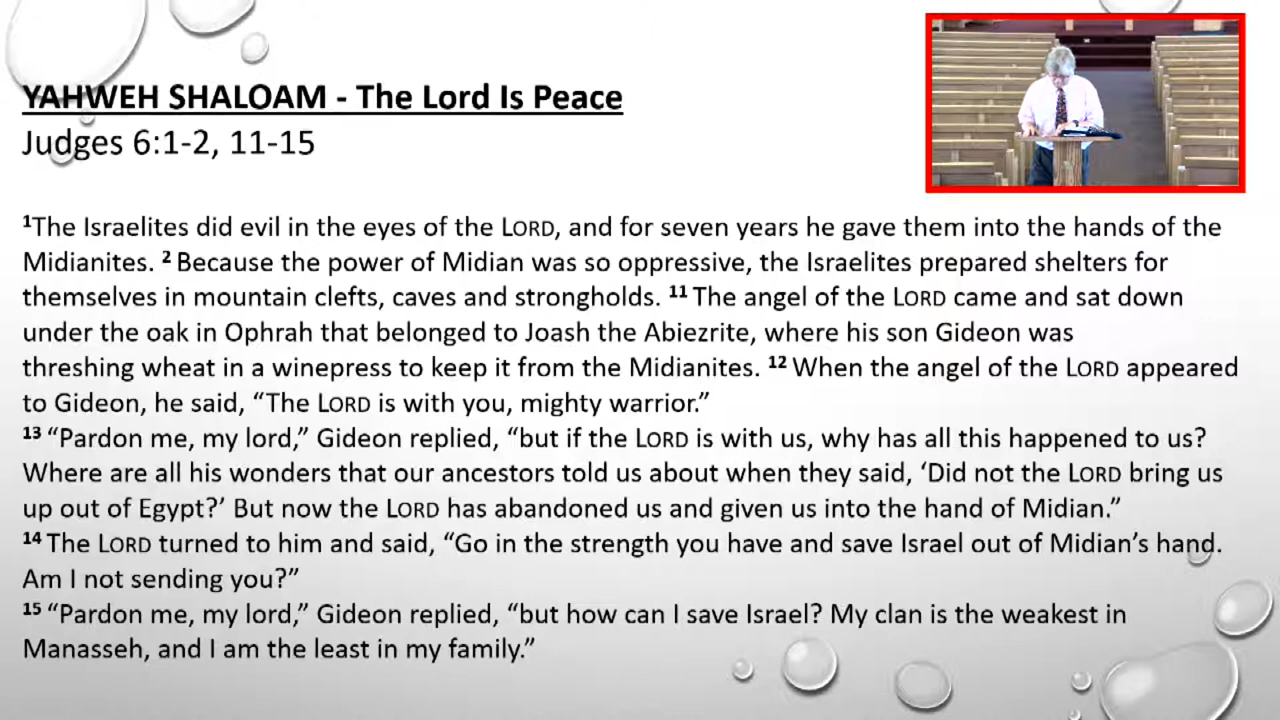 YAHWEH SHALOAM - The Lord Is Peace
Judges 6:1-2, 11-15
¹The Israelites did evil in the eyes of the LORD, and for seven years he gave them into the hands of the
Midianites. ² Because the power of Midian was so oppressive, the Israelites prepared shelters for
themselves in mountain clefts, caves and strongholds. ¹¹ The angel of the LORD came and sat down
under the oak in Ophrah that belonged to Joash the Abiezrite, where his son Gideon was
threshing wheat in a winepress to keep it from the Midianites. ¹² When the angel of the LORD appeared
to Gideon, he said, “The LORD is with you, mighty warrior.”
¹³ “Pardon me, my lord,” Gideon replied, “but if the LORD is with us, why has all this happened to us?
Where are all his wonders that our ancestors told us about when they said, ‘Did not the LORD bring us
up out of Egypt?’ But now the LORD has abandoned us and given us into the hand of Midian.”
¹⁴ The LORD turned to him and said, “Go in the strength you have and save Israel out of Midian’s hand.
Am I not sending you?”
¹⁵ “Pardon me, my lord,” Gideon replied, “but how can I save Israel? My clan is the weakest in
Manasseh, and I am the least in my family.”